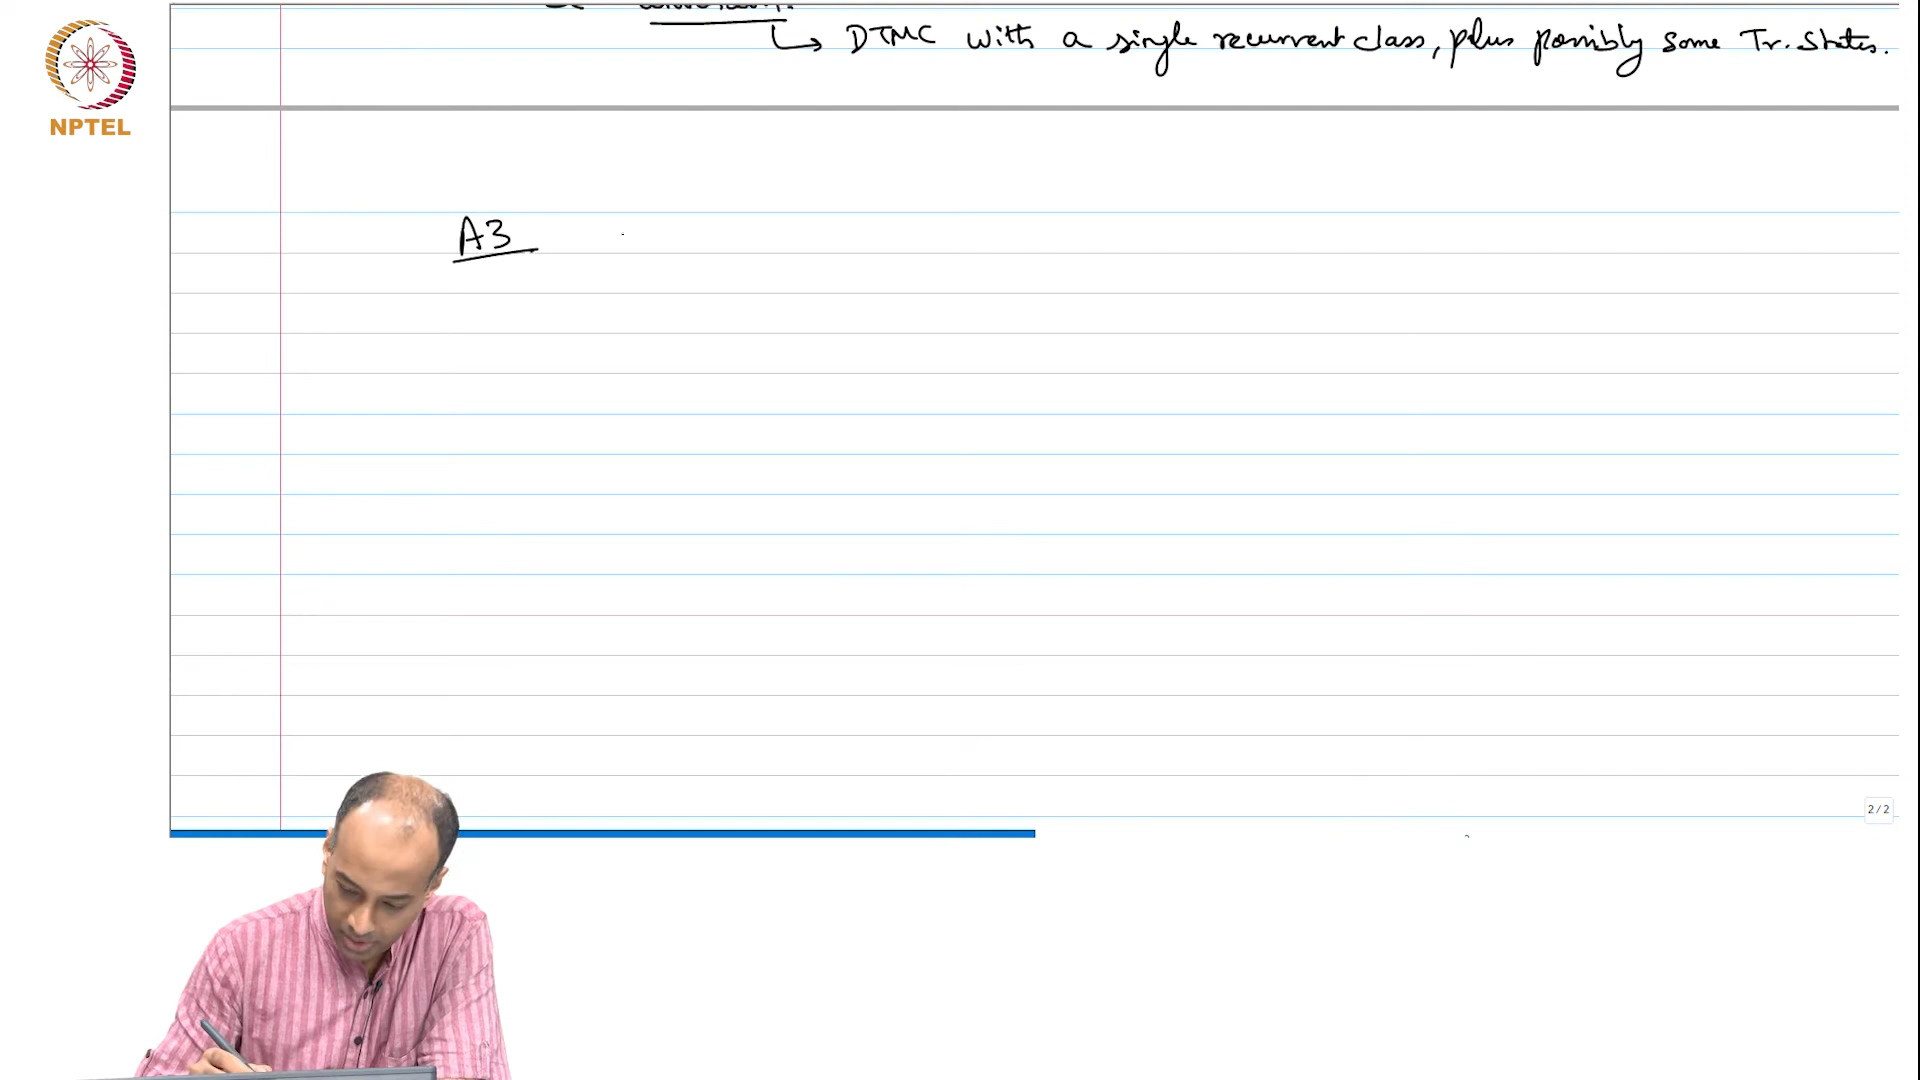 DTMC with a single recurrent class, plus possibly some Tr. States.
NPTEL
A3
2/2